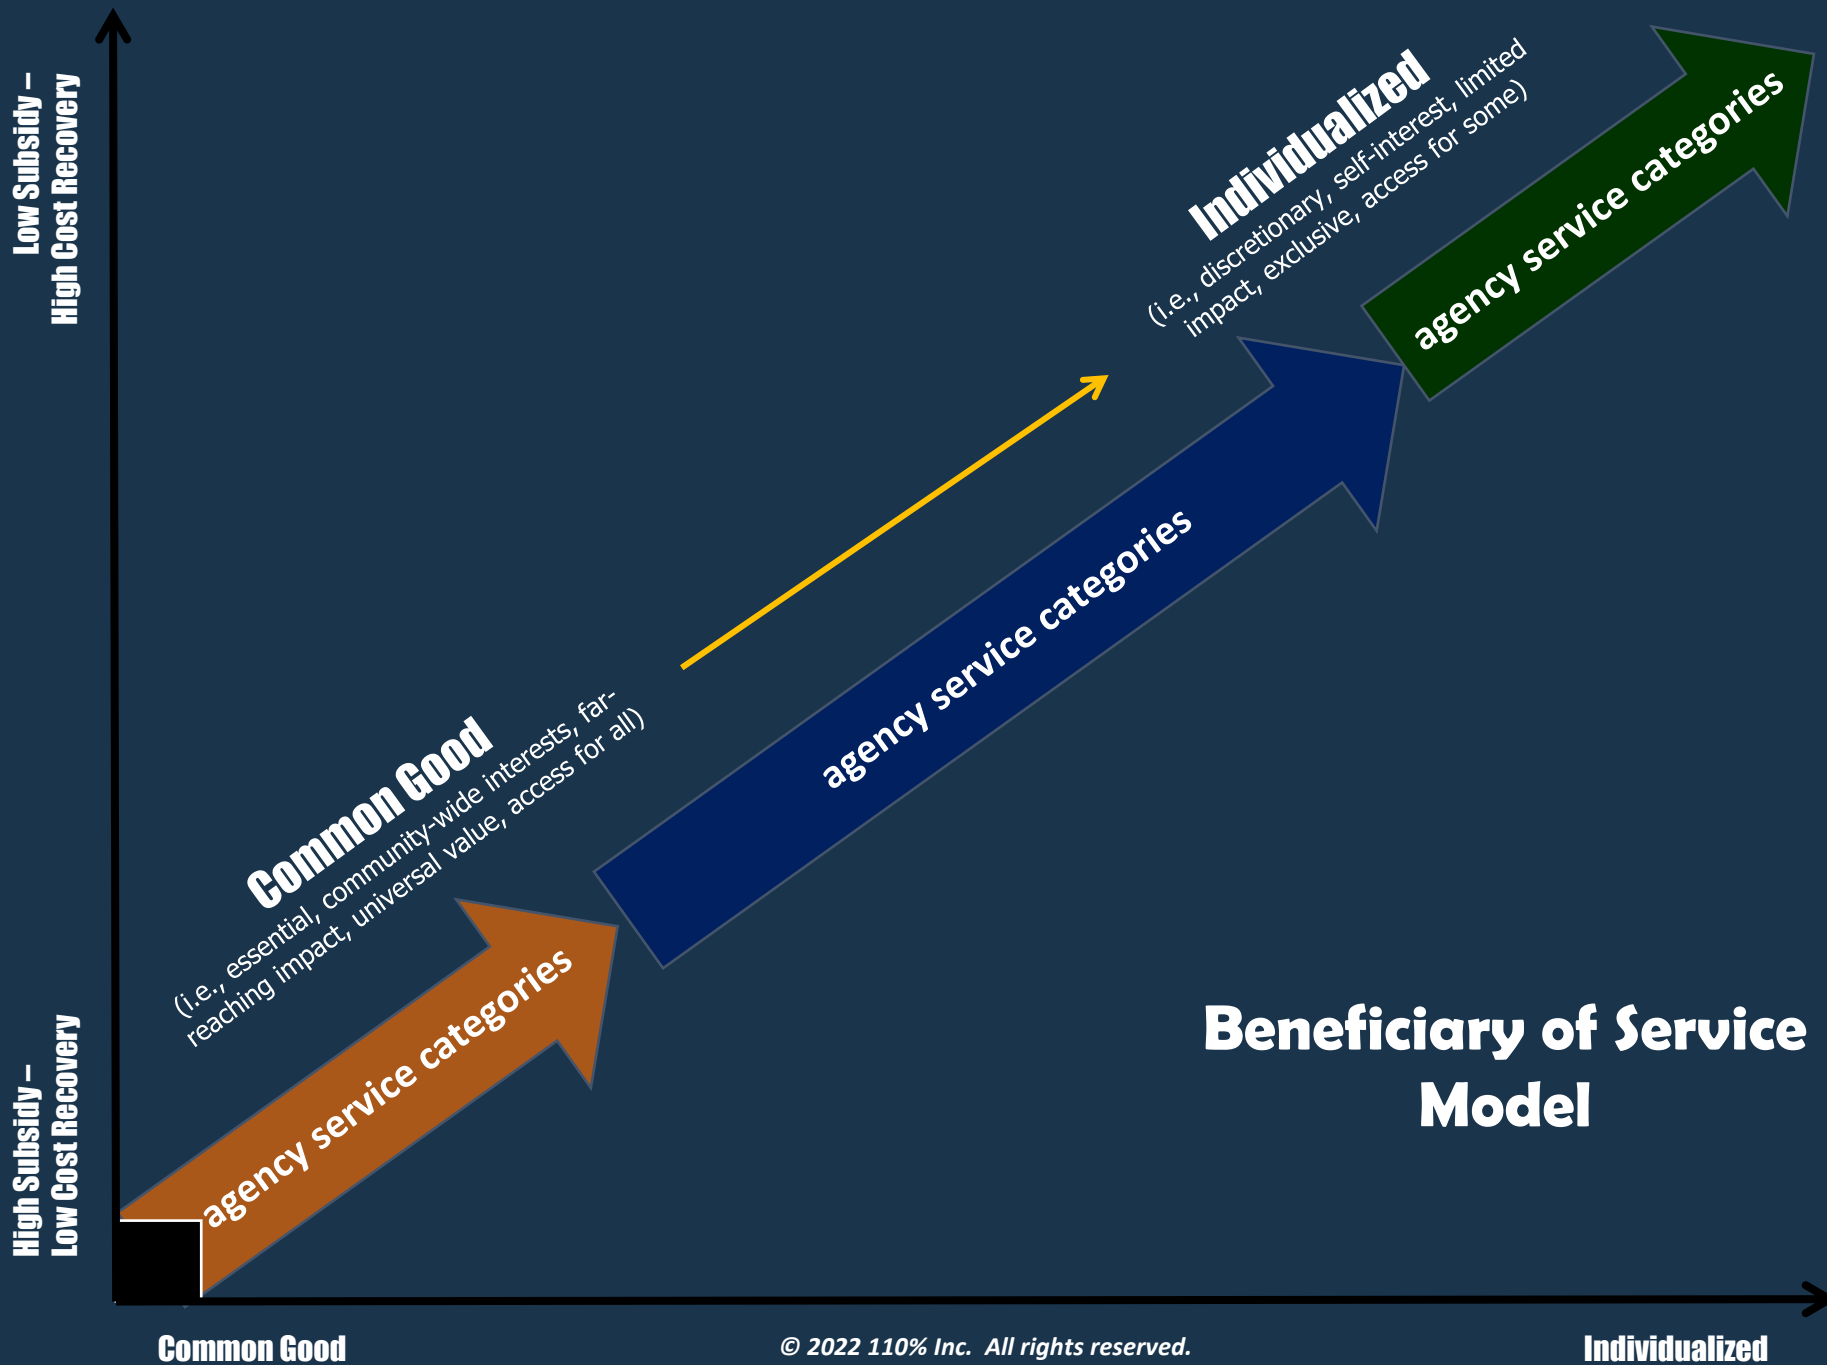 Low Subsidy –
High Cost Recovery
Individualized
(i.e., discretionary, self-interest, limited
impact, exclusive, access for some)
agency service categories
agency service categories
Common Good
(i.e., essential, community-wide interests, far-
reaching impact, universal value, access for all)
agency service categories
High Subsidy –
Low Cost Recovery
Beneficiary of Service
Model
Common Good
© 2022 110% Inc. All rights reserved.
Individualized